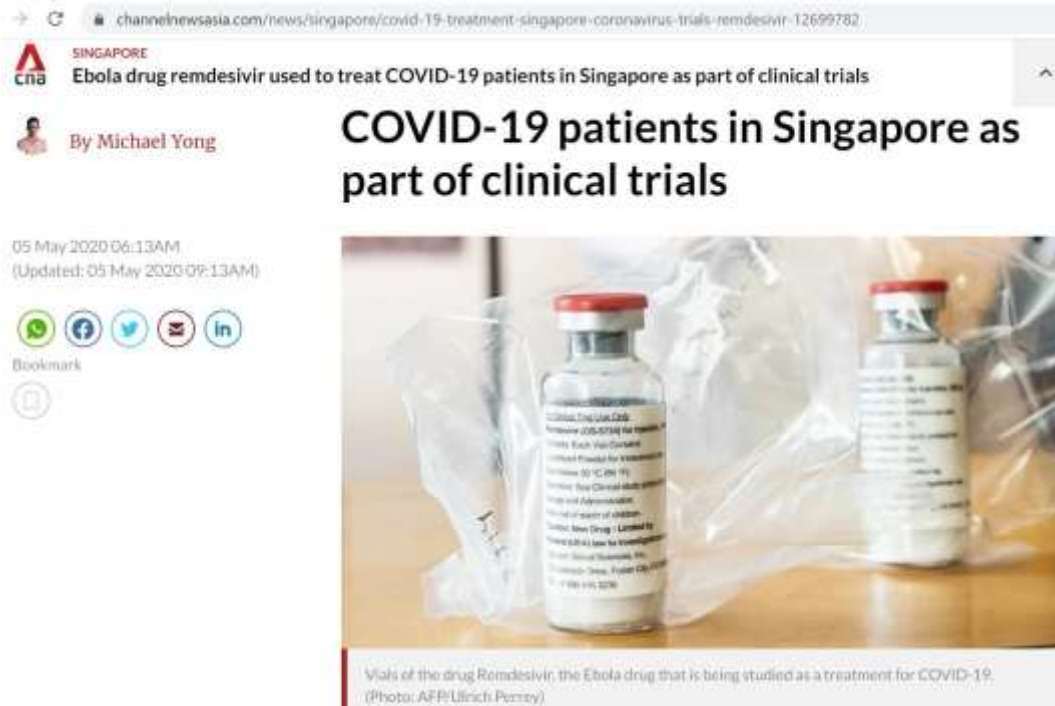 channelnewsasia.com/news/singapore/covid-19-treatment-singapore-coronavirus-trials-remdesivir-12699782
cna
SINGAPORE
Ebola drug remdesivir used to treat COVID-19 patients in Singapore as part of clinical trials
By Michael Yong
COVID-19 patients in Singapore as
part of clinical trials
05 May 2020 06:13AM
(Updated: 05 May 2020 09:13AM)
in
Bookmark
Vials of the drug Remdesivir, the Ebola drug that is being studied as a treatment for COVID-19.
(Photo: AFP/Ulrich Perrey)